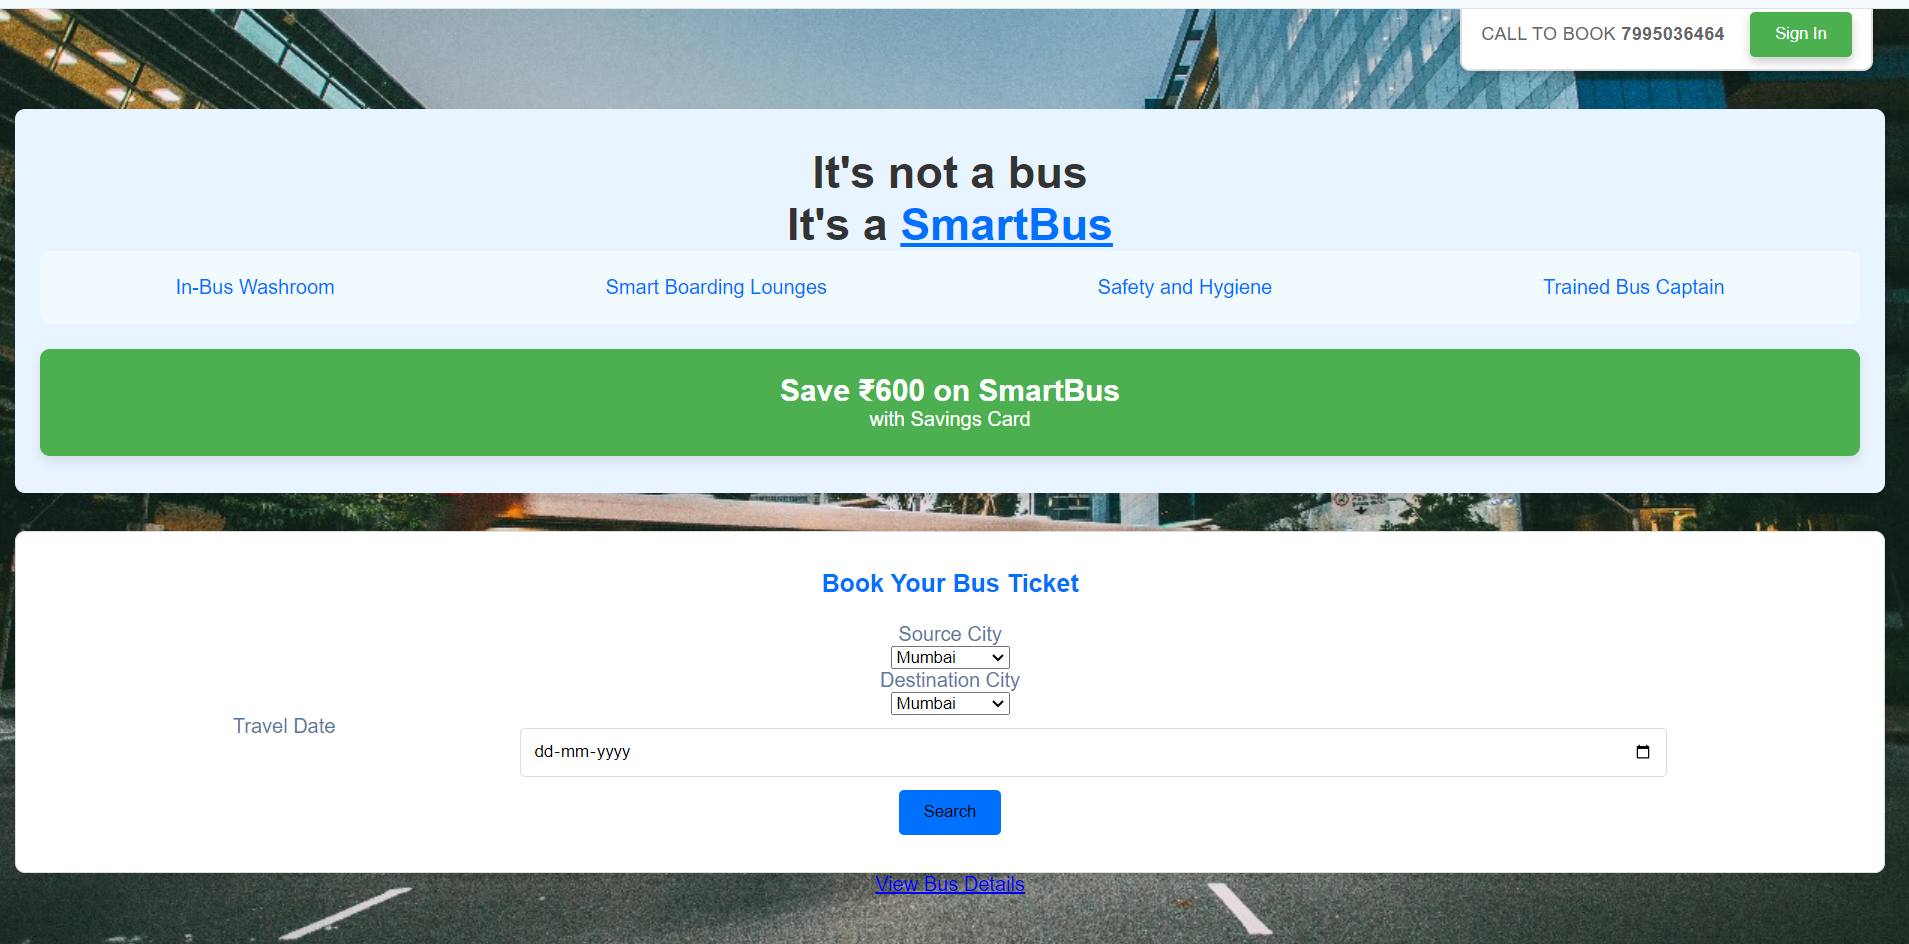 CALL TO BOOK 7995036464
Sign In
It's not a bus
It's a SmartBus
In-Bus Washroom
Smart Boarding Lounges
Safety and Hygiene
Trained Bus Captain
Save ₹600 on SmartBus
with Savings Card
Book Your Bus Ticket
Source City
Mumbai
Destination City
Mumbai
Travel Date
dd-mm-yyyy
Search
View Bus Details